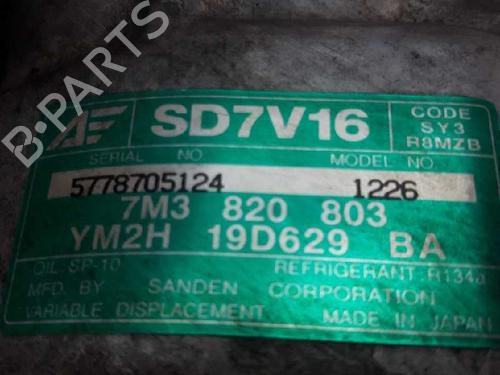 B-PARTS
SD7V16
CODE
SY3
R8MZB
SERIAL NO MODEL NO.
5778705124 1226
7M3 820 803
YM2H 19D629 BA
OIL.SP-10 REFRIGERANT.R134a
MFD. BY SANDEN CORPORATION
VARIABLE DISPLACEMENT MADE IN JAPAN